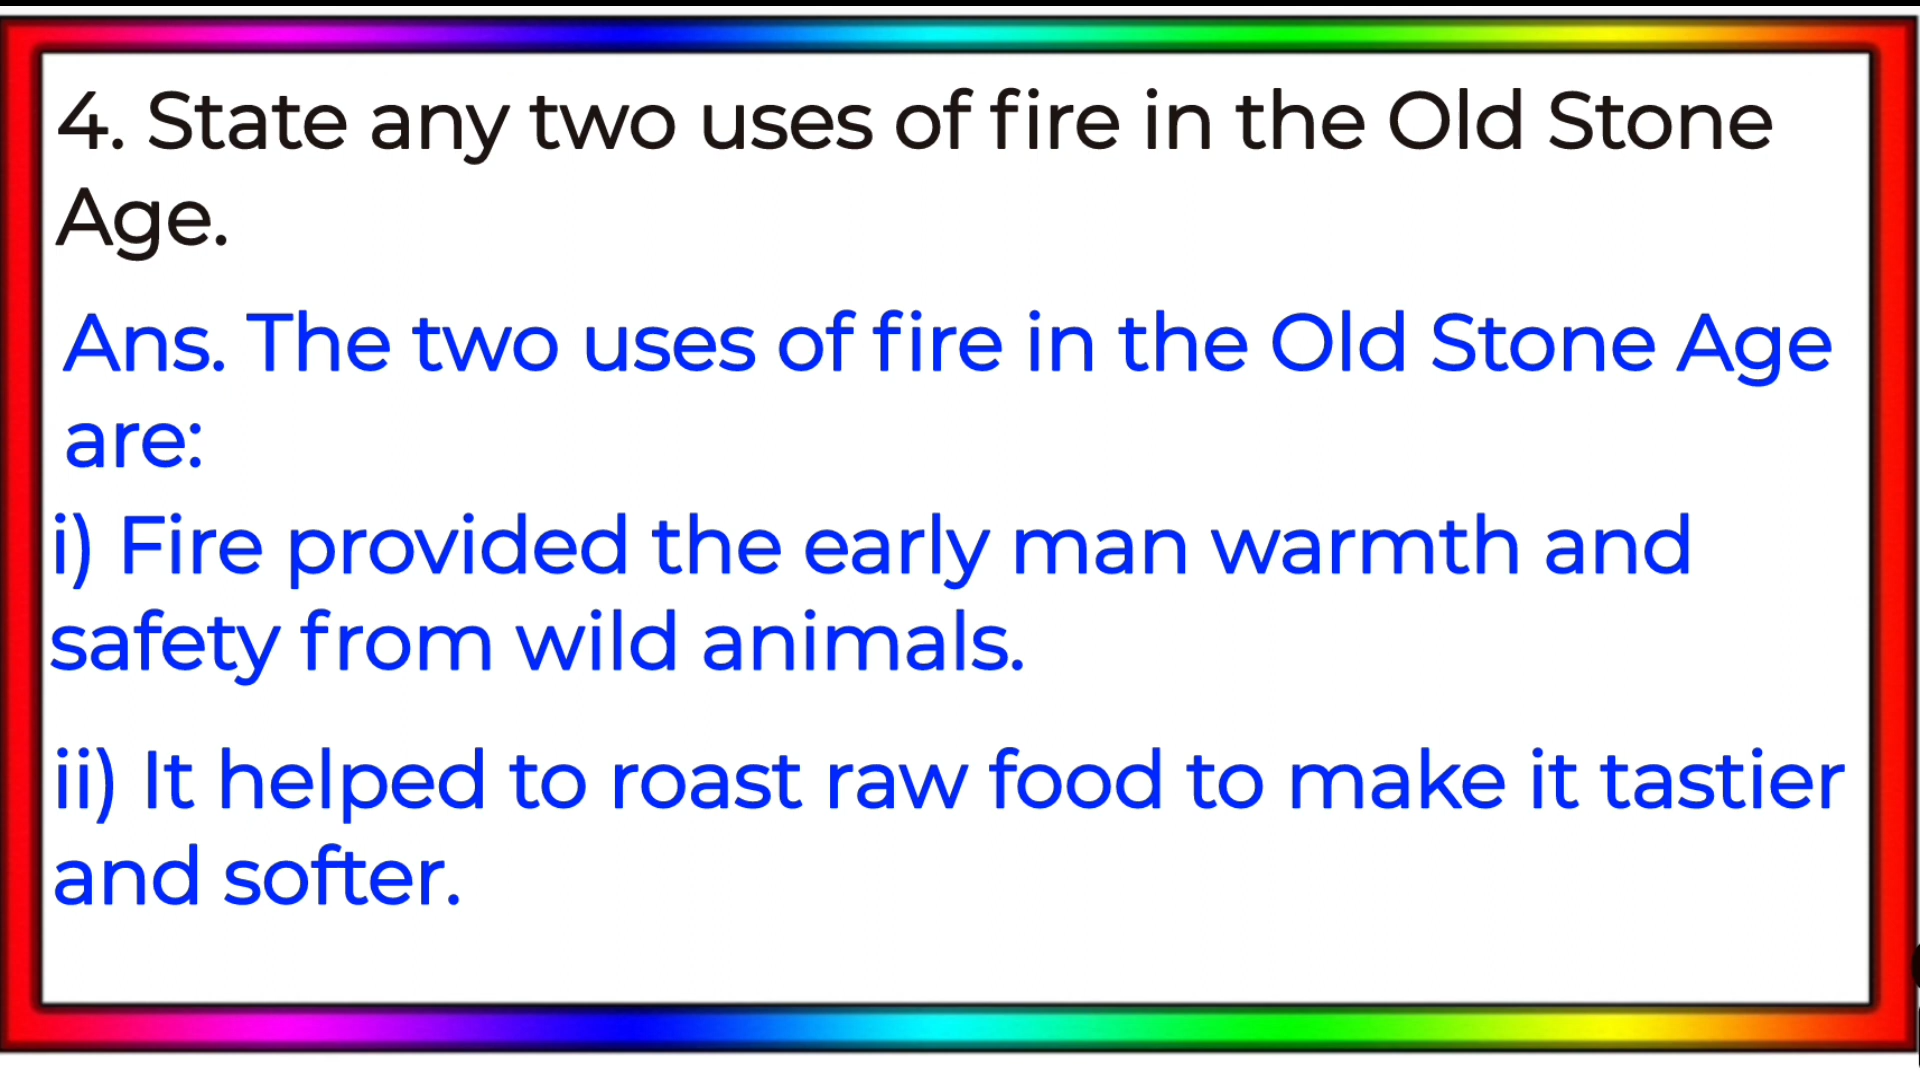 4. State any two uses of fire in the Old Stone
Age.
Ans. The two uses of fire in the Old Stone Age
are:
i) Fire provided the early man warmth and
safety from wild animals.
ii) It helped to roast raw food to make it tastier
and softer.